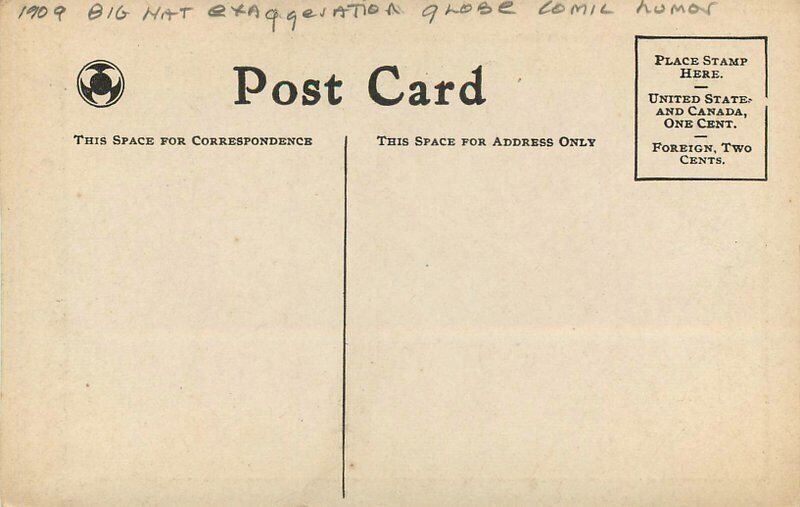 1909 BIG HAT EXAggeRATION gLOBE COMIC humor
Post Card
THIS SPACE FOR CORRESPONDENCE
THIS SPACE FOR ADDRESS ONLY
PLACE STAMP
HERE.
UNITED STATES
AND CANADA,
ONE CENT.
FOREIGN, TWO
CENTS.